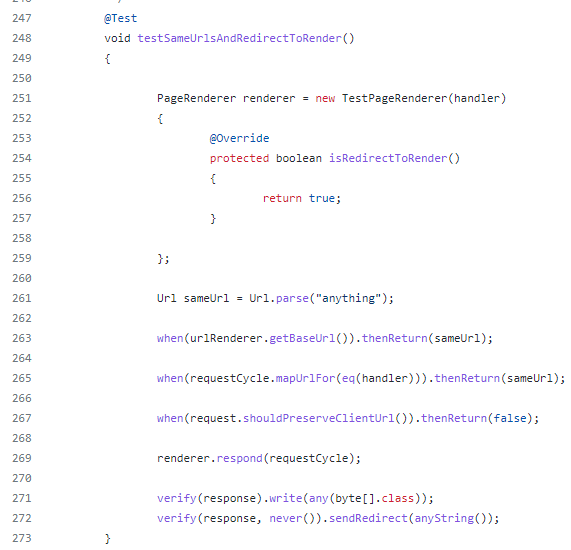 247 @Test
248 void testSameUrlsAndRedirectToRender()
249 {
250
251 PageRenderer renderer = new TestPageRenderer(handler)
252 {
253 @Override
254 protected boolean isRedirectToRender()
255 {
256 return true;
257 }
258
259 };
260
261 Url sameUrl = Url.parse("anything");
262
263 when(urlRenderer.getBaseUrl()).thenReturn(sameUrl);
264
265 when(requestCycle.mapUrlFor(eq(handler))).thenReturn(sameUrl);
266
267 when(request.shouldPreserveClientUrl()).thenReturn(false);
268
269 renderer.respond(requestCycle);
270
271 verify(response).write(any(byte[].class));
272 verify(response, never()).sendRedirect(anyString());
273 }